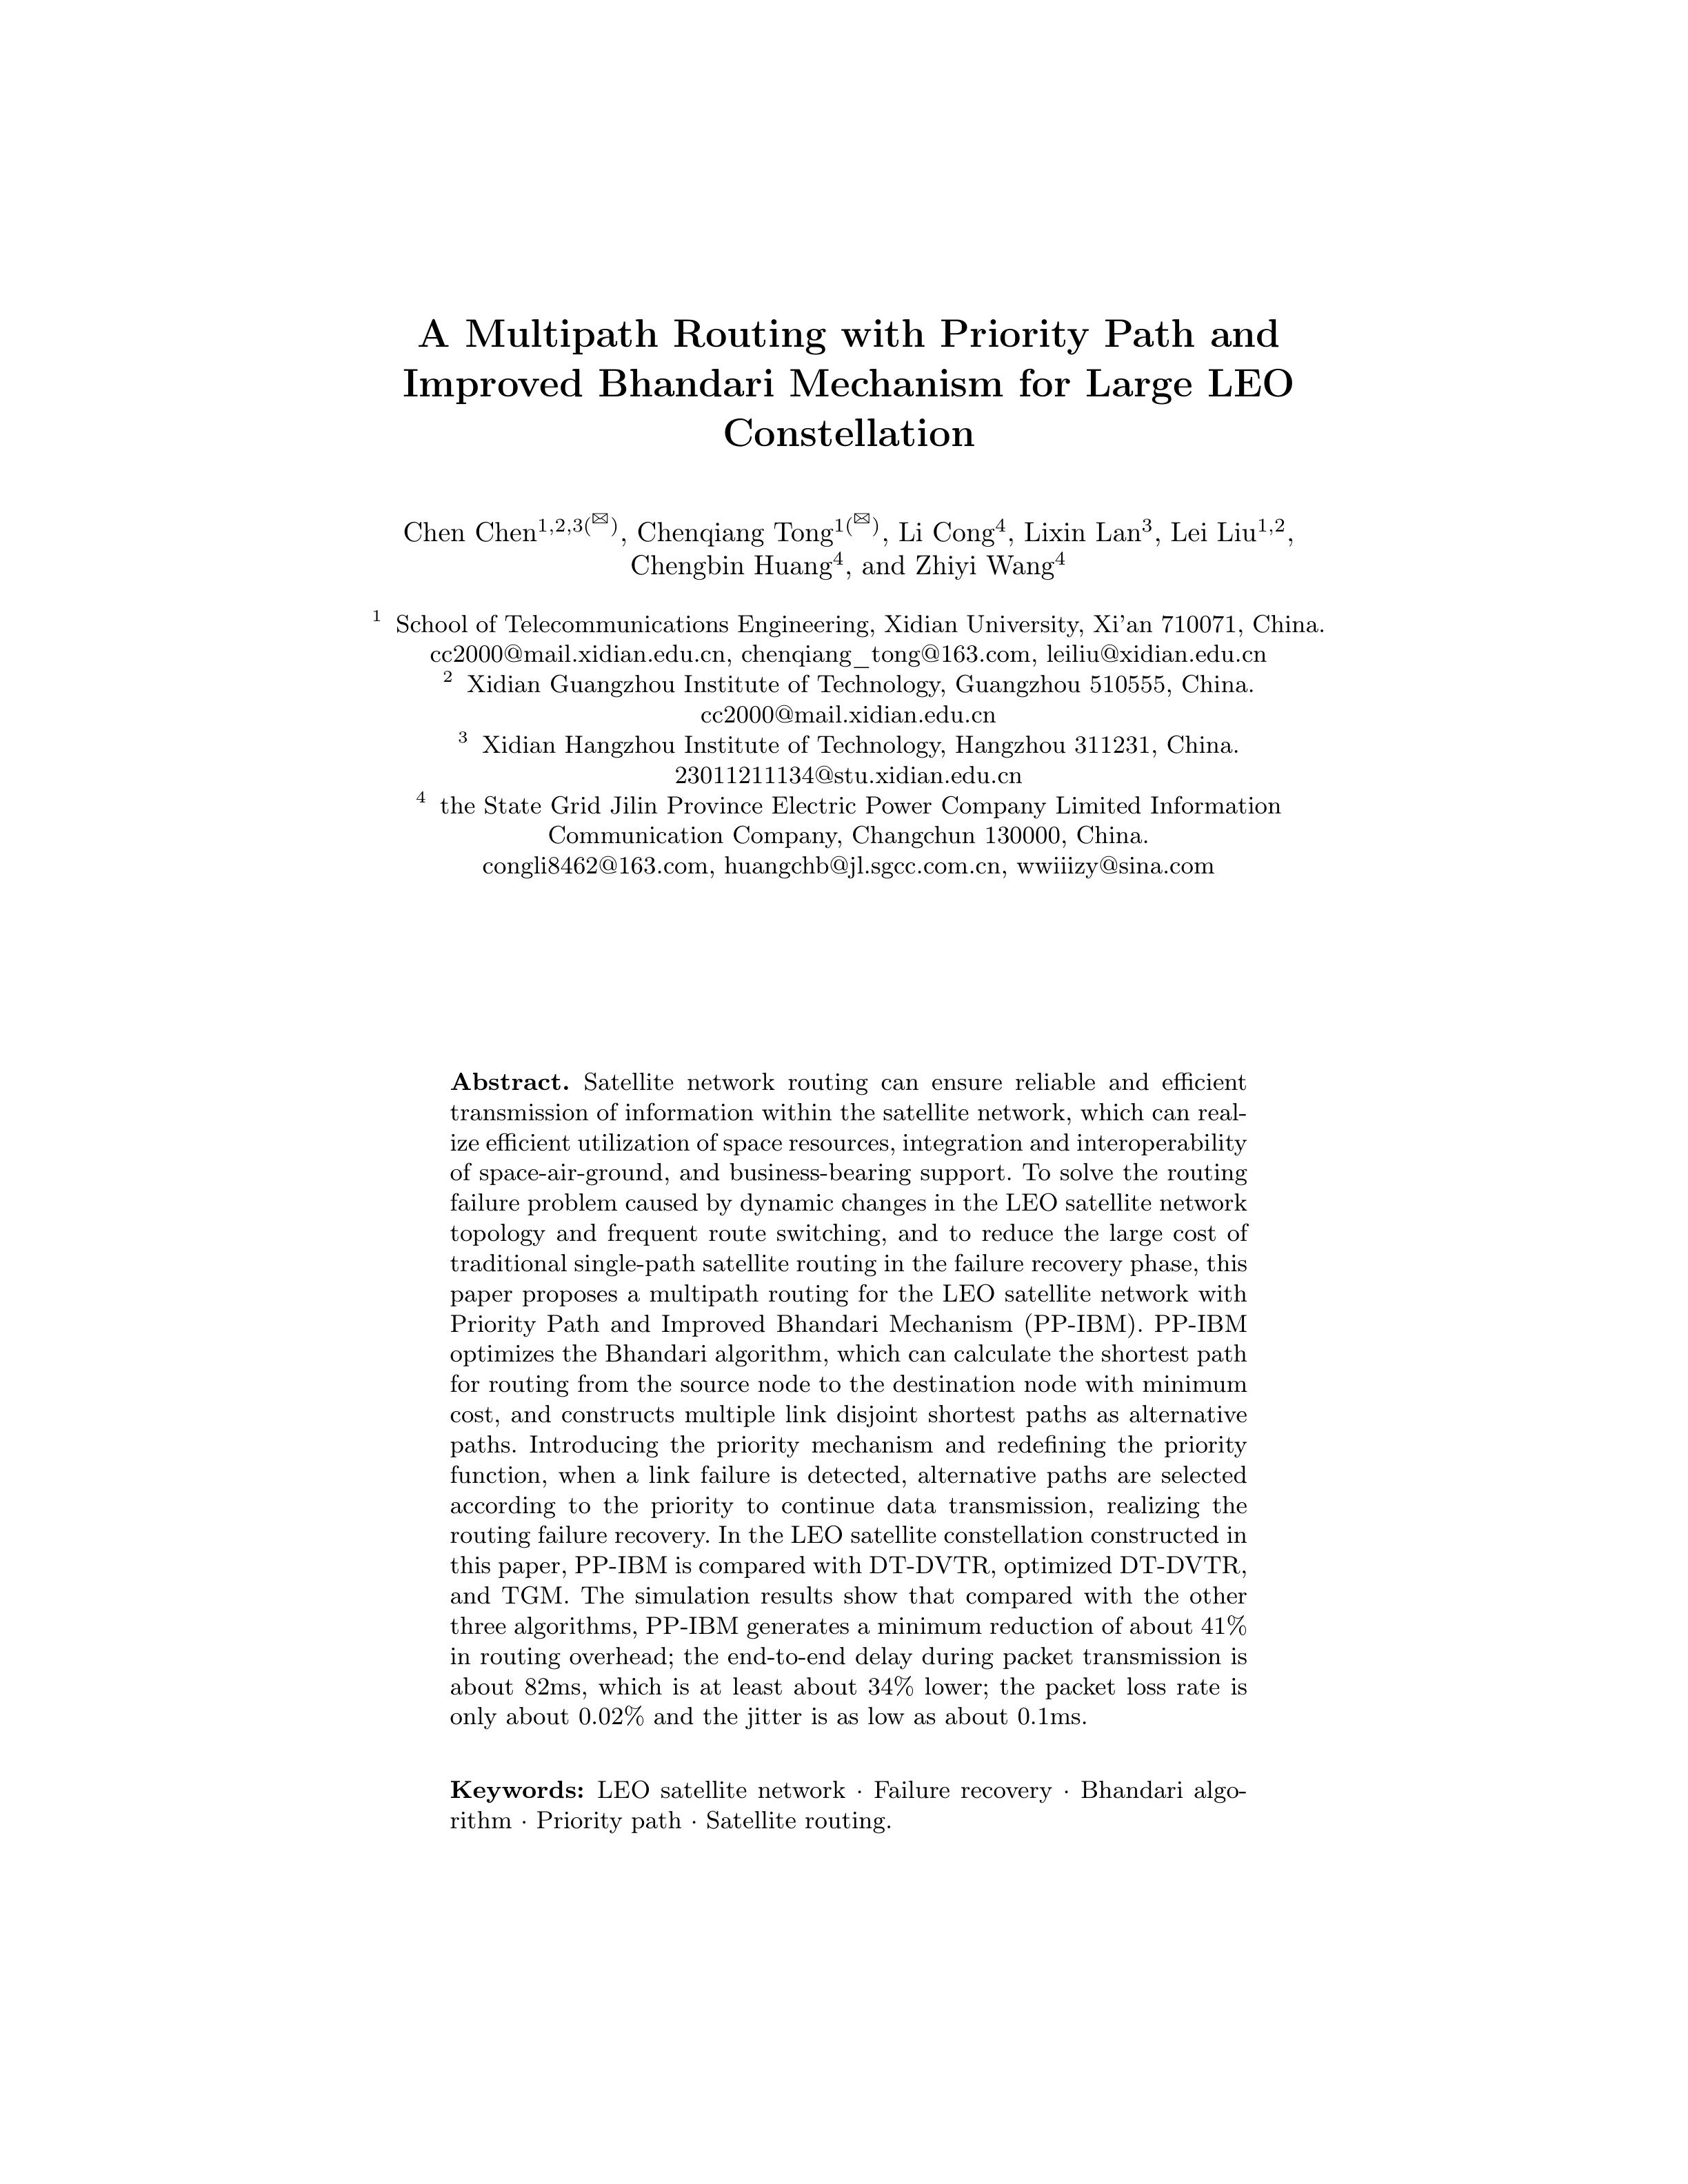 A Multipath Routing with Priority Path and
Improved Bhandari Mechanism for Large LEO
Constellation
Chen Chen1,2,3(✉), Chenqiang Tong1(✉), Li Cong4, Lixin Lan3, Lei Liu1,2,
Chengbin Huang4, and Zhiyi Wang4
1 School of Telecommunications Engineering, Xidian University, Xi'an 710071, China.
cc2000@mail.xidian.edu.cn, chenqiang_tong@163.com, leiliu@xidian.edu.cn
2 Xidian Guangzhou Institute of Technology, Guangzhou 510555, China.
cc2000@mail.xidian.edu.cn
3 Xidian Hangzhou Institute of Technology, Hangzhou 311231, China.
23011211134@stu.xidian.edu.cn
4 the State Grid Jilin Province Electric Power Company Limited Information
Communication Company, Changchun 130000, China.
congli8462@163.com, huangchb@jl.sgcc.com.cn, wwiiizy@sina.com
Abstract. Satellite network routing can ensure reliable and efficient
transmission of information within the satellite network, which can real-
ize efficient utilization of space resources, integration and interoperability
of space-air-ground, and business-bearing support. To solve the routing
failure problem caused by dynamic changes in the LEO satellite network
topology and frequent route switching, and to reduce the large cost of
traditional single-path satellite routing in the failure recovery phase, this
paper proposes a multipath routing for the LEO satellite network with
Priority Path and Improved Bhandari Mechanism (PP-IBM). PP-IBM
optimizes the Bhandari algorithm, which can calculate the shortest path
for routing from the source node to the destination node with minimum
cost, and constructs multiple link disjoint shortest paths as alternative
paths. Introducing the priority mechanism and redefining the priority
function, when a link failure is detected, alternative paths are selected
according to the priority to continue data transmission, realizing the
routing failure recovery. In the LEO satellite constellation constructed in
this paper, PP-IBM is compared with DT-DVTR, optimized DT-DVTR,
and TGM. The simulation results show that compared with the other
three algorithms, PP-IBM generates a minimum reduction of about 41%
in routing overhead; the end-to-end delay during packet transmission is
about 82ms, which is at least about 34% lower; the packet loss rate is
only about 0.02% and the jitter is as low as about 0.1ms.
Keywords: LEO satellite network · Failure recovery · Bhandari algo-
rithm · Priority path · Satellite routing.